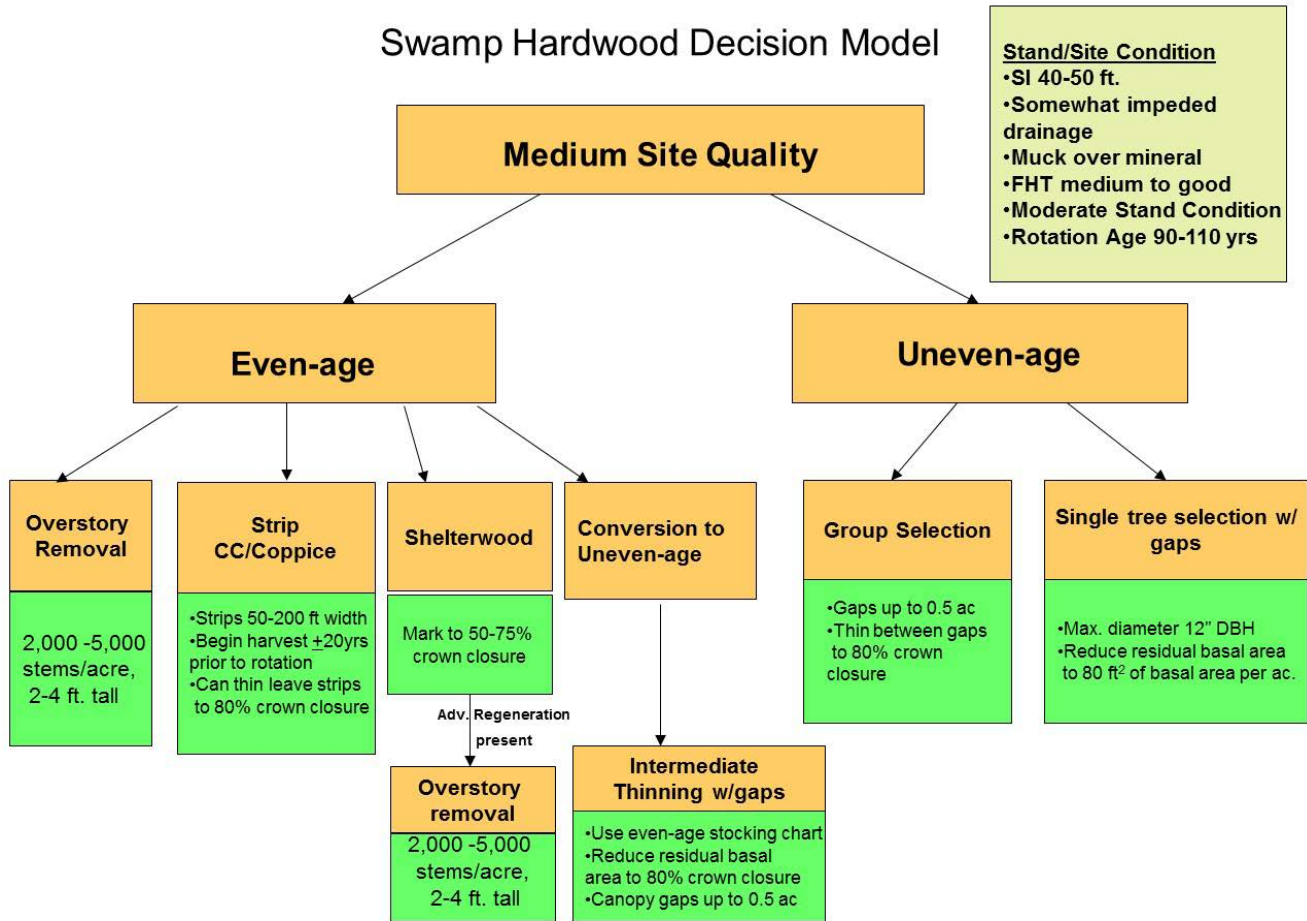 Swamp Hardwood Decision Model
Stand/Site Condition
•SI 40-50 ft.
•Somewhat impeded
drainage
•Muck over mineral
•FHT medium to good
•Moderate Stand Condition
•Rotation Age 90-110 yrs
Medium Site Quality
Even-age
Uneven-age
Overstory
Removal
2,000 -5,000
stems/acre,
2-4 ft. tall
Strip
CC/Coppice
•Strips 50-200 ft width
•Begin harvest ±20yrs
prior to rotation
•Can thin leave strips
to 80% crown closure
Shelterwood
Mark to 50-75%
crown closure
Adv. Regeneration
present
Overstory
removal
2,000 -5,000
stems/acre,
2-4 ft. tall
Conversion to
Uneven-age
Intermediate
Thinning w/gaps
•Use even-age stocking chart
•Reduce residual basal
area to 80% crown closure
•Canopy gaps up to 0.5 ac
Group Selection
•Gaps up to 0.5 ac
•Thin between gaps
to 80% crown
closure
Single tree selection w/
gaps
•Max. diameter 12” DBH
•Reduce residual basal area
to 80 ft² of basal area per ac.